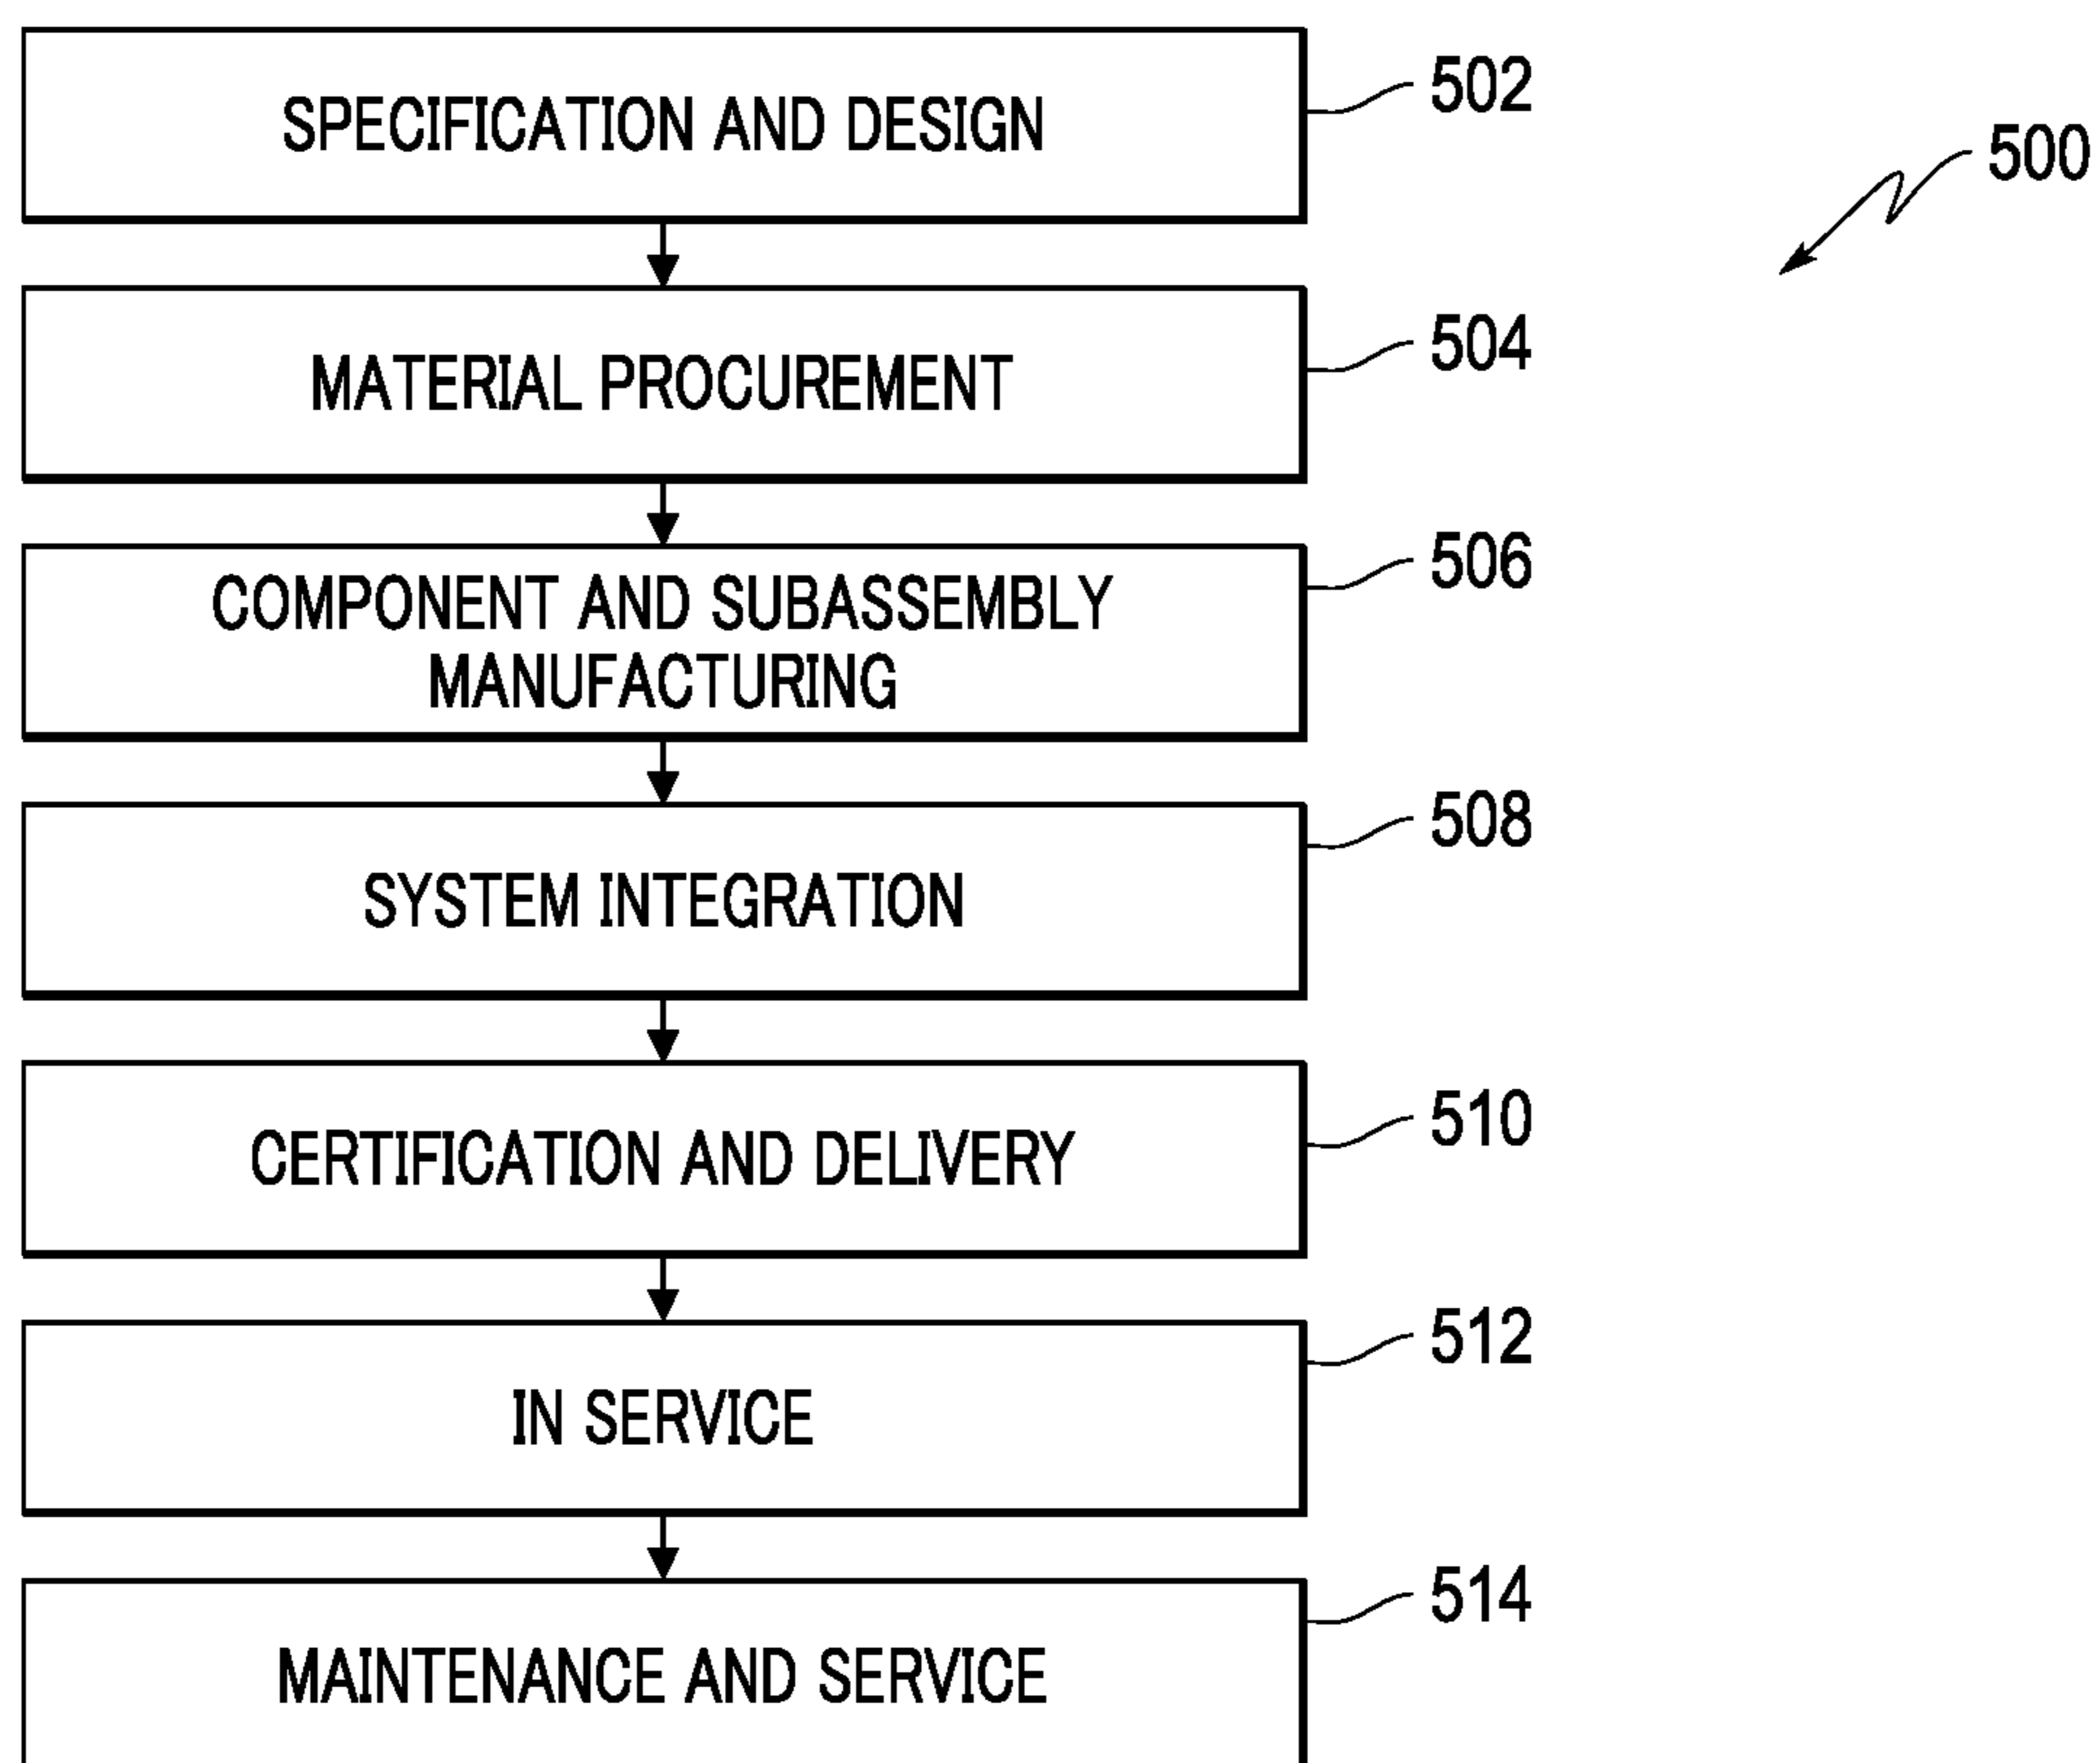 SPECIFICATION AND DESIGN
502
500
MATERIAL PROCUREMENT
504
COMPONENT AND SUBASSEMBLY
MANUFACTURING
506
SYSTEM INTEGRATION
508
CERTIFICATION AND DELIVERY
510
IN SERVICE
512
MAINTENANCE AND SERVICE
514